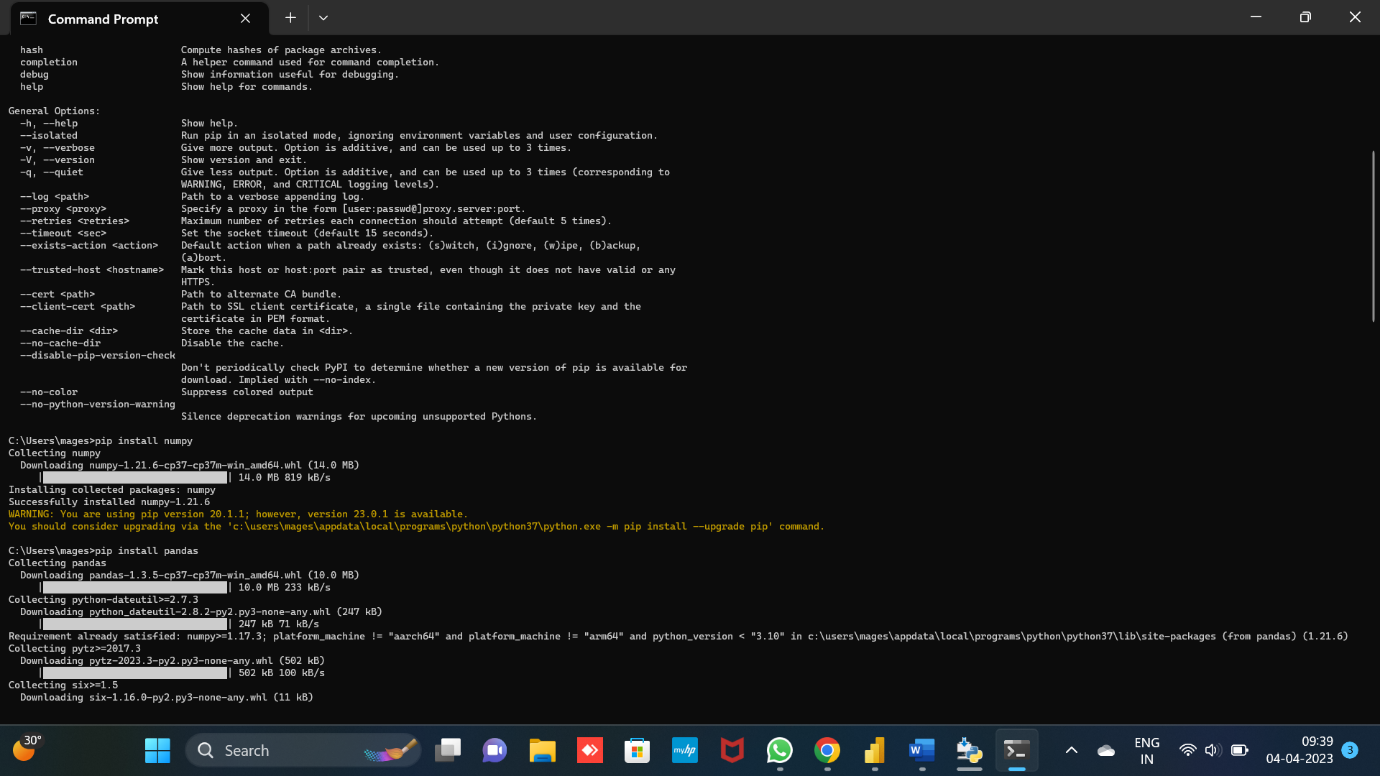 Command Prompt
hash Compute hashes of package archives.
completion A helper command used for command completion.
debug Show information useful for debugging.
help Show help for commands.
General Options:
-h, --help Show help.
--isolated Run pip in an isolated mode, ignoring environment variables and user configuration.
-v, --verbose Give more output. Option is additive, and can be used up to 3 times.
-V, --version Show version and exit.
-q, --quiet Give less output. Option is additive, and can be used up to 3 times (corresponding to
WARNING, ERROR, and CRITICAL logging levels).
--log <path> Path to a verbose appending log.
--proxy <proxy> Specify a proxy in the form [user:passwd@]proxy.server:port.
--retries <retries> Maximum number of retries each connection should attempt (default 5 times).
--timeout <sec> Set the socket timeout (default 15 seconds).
--exists-action <action> Default action when a path already exists: (s)witch, (i)gnore, (w)ipe, (b)ackup,
(a)bort.
--trusted-host <hostname> Mark this host or host:port pair as trusted, even though it does not have valid or any
HTTPS.
--cert <path> Path to alternate CA bundle.
--client-cert <path> Path to SSL client certificate, a single file containing the private key and the
certificate in PEM format.
--cache-dir <dir> Store the cache data in <dir>.
--no-cache-dir Disable the cache.
--disable-pip-version-check
Don't periodically check PyPI to determine whether a new version of pip is available for
download. Implied with --no-index.
--no-color Suppress colored output
--no-python-version-warning
Silence deprecation warnings for upcoming unsupported Pythons.
C:\Users\mages>pip install numpy
Collecting numpy
Downloading numpy-1.21.6-cp37-cp37m-win_amd64.whl (14.0 MB)
| | 14.0 MB 819 kB/s
Installing collected packages: numpy
Successfully installed numpy-1.21.6
WARNING: You are using pip version 20.1.1; however, version 23.0.1 is available.
You should consider upgrading via the 'c:\users\mages\appdata\local\programs\python\python37\python.exe -m pip install --upgrade pip' command.
C:\Users\mages>pip install pandas
Collecting pandas
Downloading pandas-1.3.5-cp37-cp37m-win_amd64.whl (10.0 MB)
| | 10.0 MB 233 kB/s
Collecting python-dateutil>=2.7.3
Downloading python_dateutil-2.8.2-py2.py3-none-any.whl (247 kB)
| | 247 kB 71 kB/s
Requirement already satisfied: numpy>=1.17.3; platform_machine != "aarch64" and platform_machine != "arm64" and python_version < "3.10" in c:\users\mages\appdata\local\programs\python\python37\lib\site-packages (from pandas) (1.21.6)
Collecting pytz>=2017.3
Downloading pytz-2023.3-py2.py3-none-any.whl (502 kB)
| | 502 kB 100 kB/s
Collecting six>=1.5
Downloading six-1.16.0-py2.py3-none-any.whl (11 kB)
30°
Search
myhp
ENG
IN
09:39
04-04-2023
3